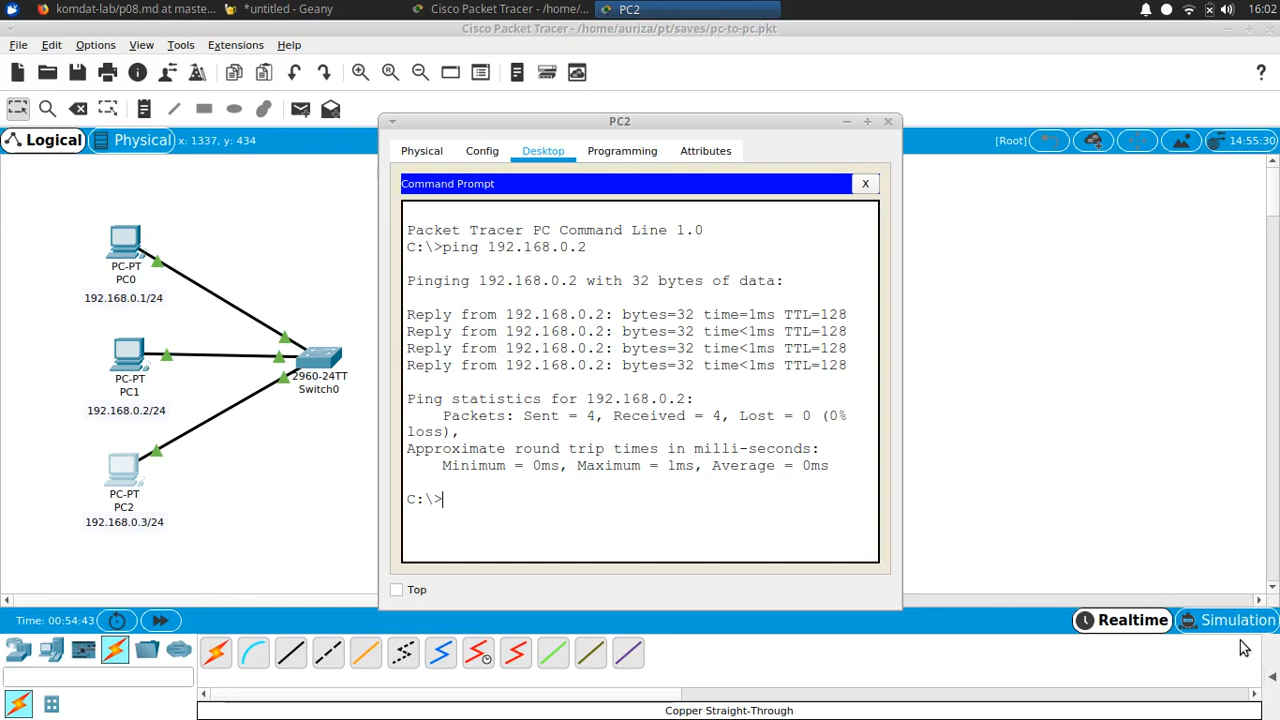 komdat-lab/p08.md at maste...
*untitled - Geany
Cisco Packet Tracer - /home/...
PC2
16:02
Cisco Packet Tracer - /home/auriza/pt/saves/pc-to-pc.pkt
File Edit Options View Tools Extensions Help
PC2
Logical
Physical
x: 1337, y: 434
[Root]
14:55:30
Physical Config Desktop Programming Attributes
Command Prompt
X
Packet Tracer PC Command Line 1.0
C:\>ping 192.168.0.2
Pinging 192.168.0.2 with 32 bytes of data:
Reply from 192.168.0.2: bytes=32 time=1ms TTL=128
Reply from 192.168.0.2: bytes=32 time<1ms TTL=128
Reply from 192.168.0.2: bytes=32 time<1ms TTL=128
Reply from 192.168.0.2: bytes=32 time<1ms TTL=128
Ping statistics for 192.168.0.2:
Packets: Sent = 4, Received = 4, Lost = 0 (0%
loss),
Approximate round trip times in milli-seconds:
Minimum = 0ms, Maximum = 1ms, Average = 0ms
C:\>
Top
PC-PT
PC0
192.168.0.1/24
PC-PT
PC1
192.168.0.2/24
2960-24TT
Switch0
PC-PT
PC2
192.168.0.3/24
Time: 00:54:43
Realtime
Simulation
Copper Straight-Through